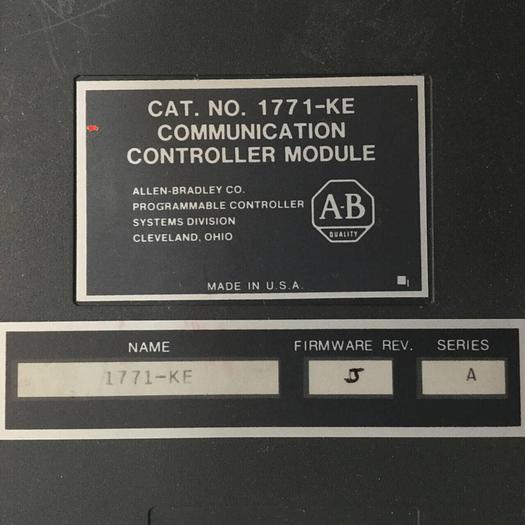 CAT. NO. 1771-KE
COMMUNICATION
CONTROLLER MODULE
ALLEN-BRADLEY CO.
PROGRAMMABLE CONTROLLER
SYSTEMS DIVISION
CLEVELAND, OHIO
A-B
QUALITY
MADE IN U.S.A.
NAME FIRMWARE REV. SERIES
1771-KE J A